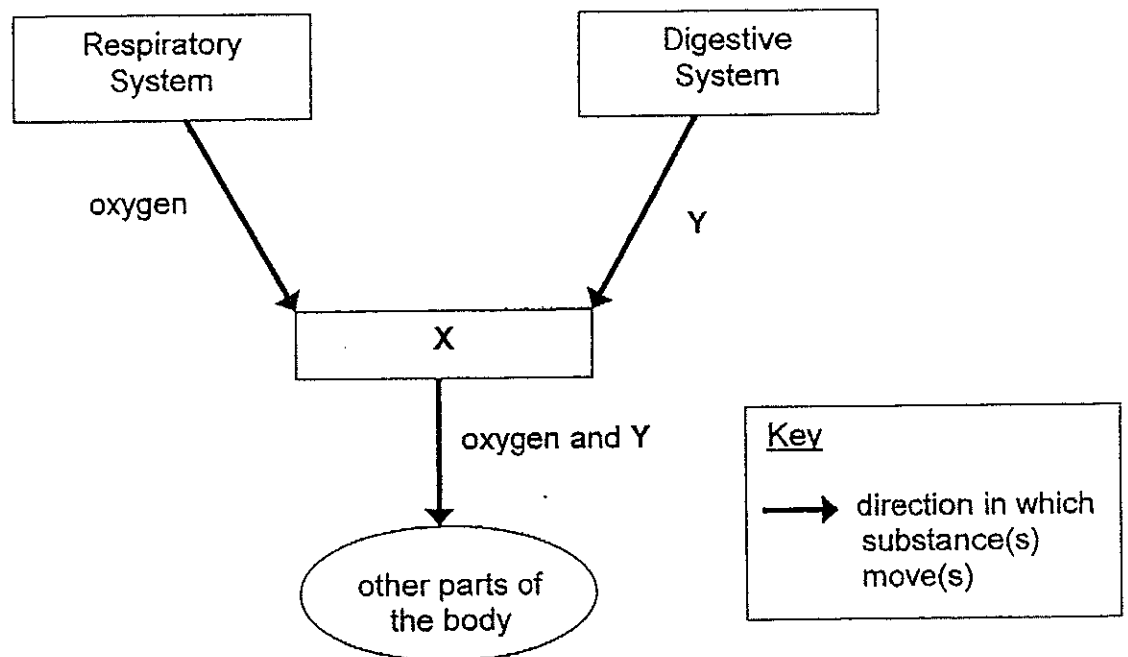 Respiratory
System
Digestive
System
oxygen
Y
X
oxygen and Y
other parts of
the body
Key
direction in which
substance(s)
move(s)